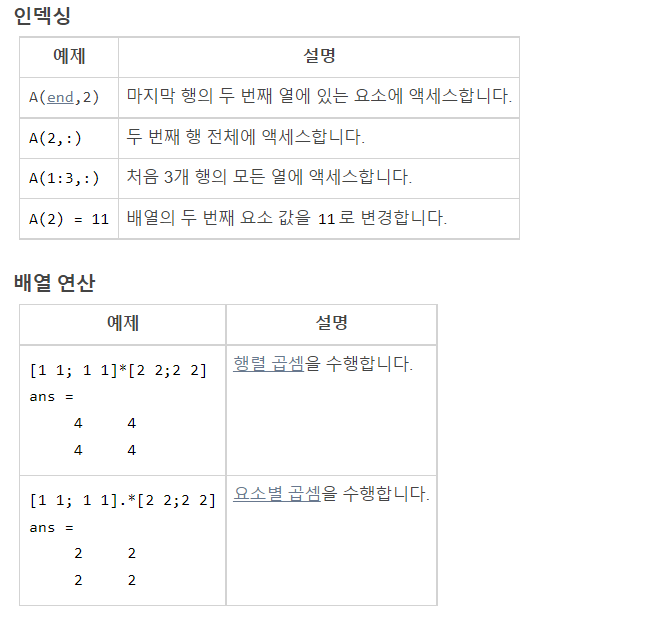 인덱싱
예제 설명
A(end,2) 마지막 행의 두 번째 열에 있는 요소에 액세스합니다.
A(2,:) 두 번째 행 전체에 액세스합니다.
A(1:3,:) 처음 3개 행의 모든 열에 액세스합니다.
A(2) = 11 배열의 두 번째 요소 값을 11로 변경합니다.
배열 연산
예제 설명
[1 1; 1 1]*[2 2;2 2] 행렬 곱셈을 수행합니다.
ans =
4 4
4 4
[1 1; 1 1].*[2 2;2 2] 요소별 곱셈을 수행합니다.
ans =
2 2
2 2